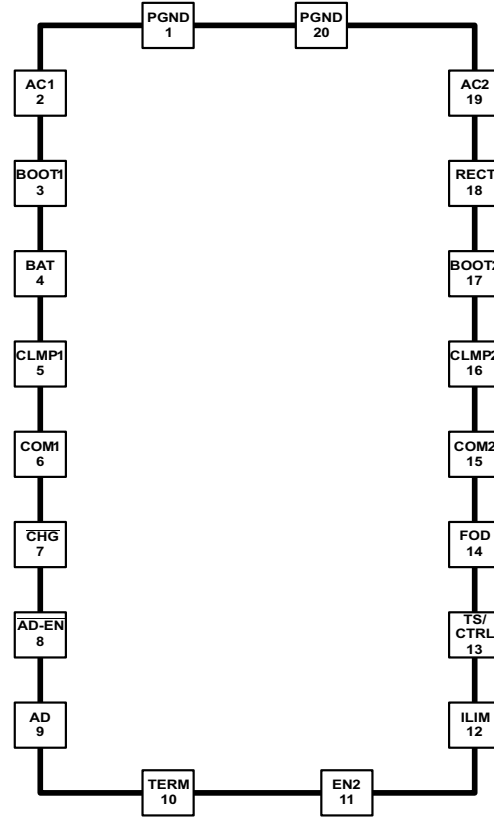 PGND
1
PGND
20
AC1
2
AC2
19
BOOT1
3
RECT
18
BAT
4
BOOT2
17
CLMP1
5
CLMP2
16
COM1
6
COM2
15
CHG
7
FOD
14
AD-EN
8
TS/
CTRL
13
AD
9
ILIM
12
TERM
10
EN2
11